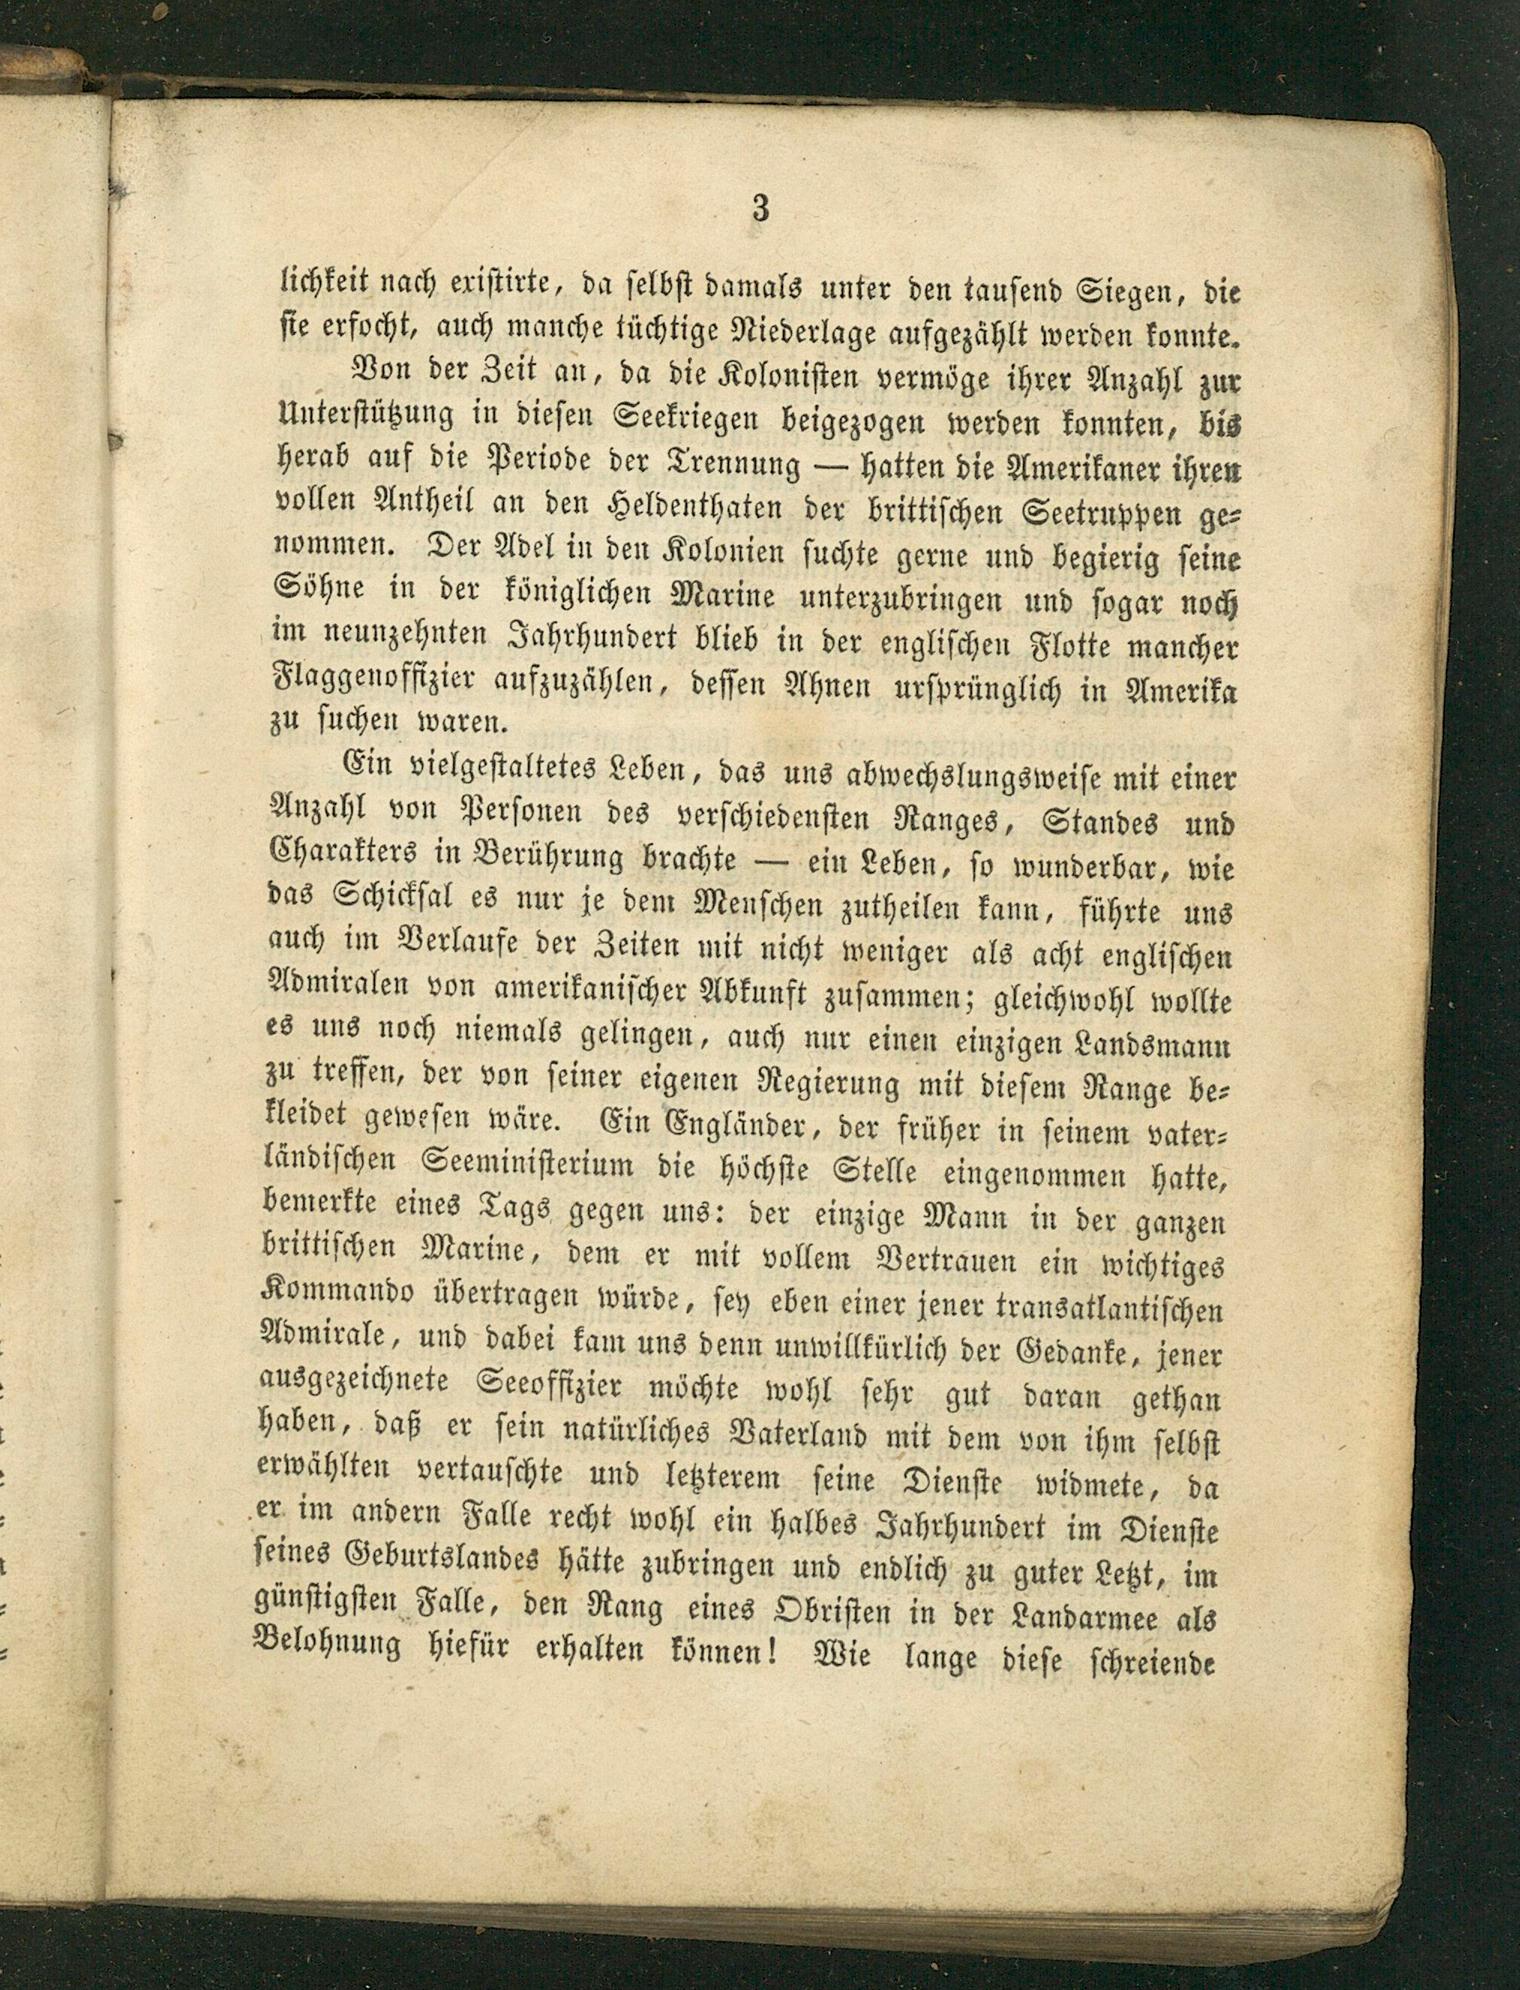 3
lichkeit nach existirte, da selbst damals unter den tausend Siegen, die
sie erfocht, auch manche tüchtige Niederlage aufgezählt werden konnte.
Von der Zeit an, da die Kolonisten vermöge ihrer Anzahl zur
Unterstützung in diesen Seekriegen beigezogen werden konnten, bis
herab auf die Periode der Trennung — hatten die Amerikaner ihren
vollen Antheil an den Heldenthaten der brittischen Seetruppen ge-
nommen. Der Adel in den Kolonien suchte gerne und begierig seine
Söhne in der königlichen Marine unterzubringen und sogar noch
im neunzehnten Jahrhundert blieb in der englischen Flotte mancher
Flaggenoffizier aufzuzählen, dessen Ahnen ursprünglich in Amerika
zu suchen waren.
Ein vielgestaltetes Leben, das uns abwechslungsweise mit einer
Anzahl von Personen des verschiedensten Ranges, Standes und
Charakters in Berührung brachte — ein Leben, so wunderbar, wie
das Schicksal es nur je dem Menschen zutheilen kann, führte uns
auch im Verlaufe der Zeiten mit nicht weniger als acht englischen
Admiralen von amerikanischer Abkunft zusammen; gleichwohl wollte
es uns noch niemals gelingen, auch nur einen einzigen Landsmann
zu treffen, der von seiner eigenen Regierung mit diesem Range be-
kleidet gewesen wäre. Ein Engländer, der früher in seinem vater-
ländischen Seeministerium die höchste Stelle eingenommen hatte,
bemerkte eines Tags gegen uns: der einzige Mann in der ganzen
brittischen Marine, dem er mit vollem Vertrauen ein wichtiges
Kommando übertragen würde, sey eben einer jener transatlantischen
Admirale, und dabei kam uns denn unwillkürlich der Gedanke, jener
ausgezeichnete Seeoffizier möchte wohl sehr gut daran gethan
haben, daß er sein natürliches Vaterland mit dem von ihm selbst
erwählten vertauschte und letzterem seine Dienste widmete, da
er im andern Falle recht wohl ein halbes Jahrhundert im Dienste
seines Geburtslandes hätte zubringen und endlich zu guter Letzt, im
günstigsten Falle, den Rang eines Obristen in der Landarmee als
Belohnung hiefür erhalten können! Wie lange diese schreiende